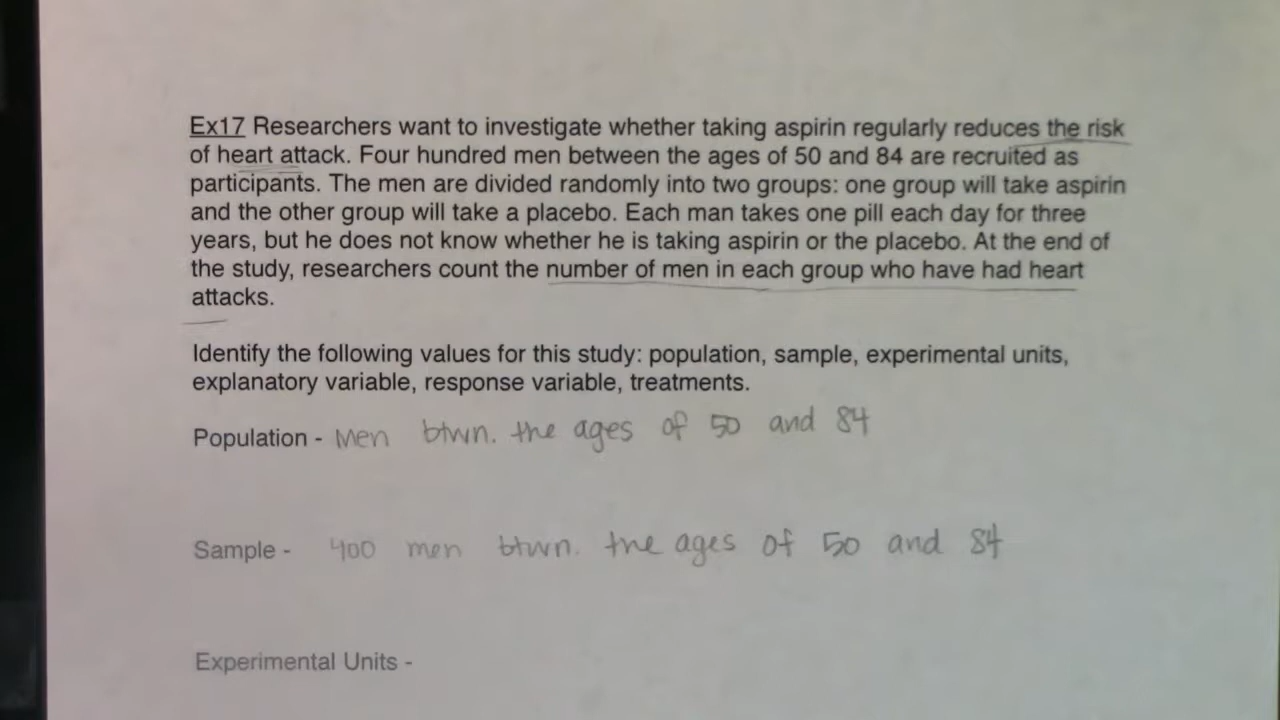 Ex17 Researchers want to investigate whether taking aspirin regularly reduces the risk
of heart attack. Four hundred men between the ages of 50 and 84 are recruited as
participants. The men are divided randomly into two groups: one group will take aspirin
and the other group will take a placebo. Each man takes one pill each day for three
years, but he does not know whether he is taking aspirin or the placebo. At the end of
the study, researchers count the number of men in each group who have had heart
attacks.
Identify the following values for this study: population, sample, experimental units,
explanatory variable, response variable, treatments.
Population - Men btwn. the ages of 50 and 84
Sample - 400 men btwn. the ages of 50 and 84
Experimental Units -